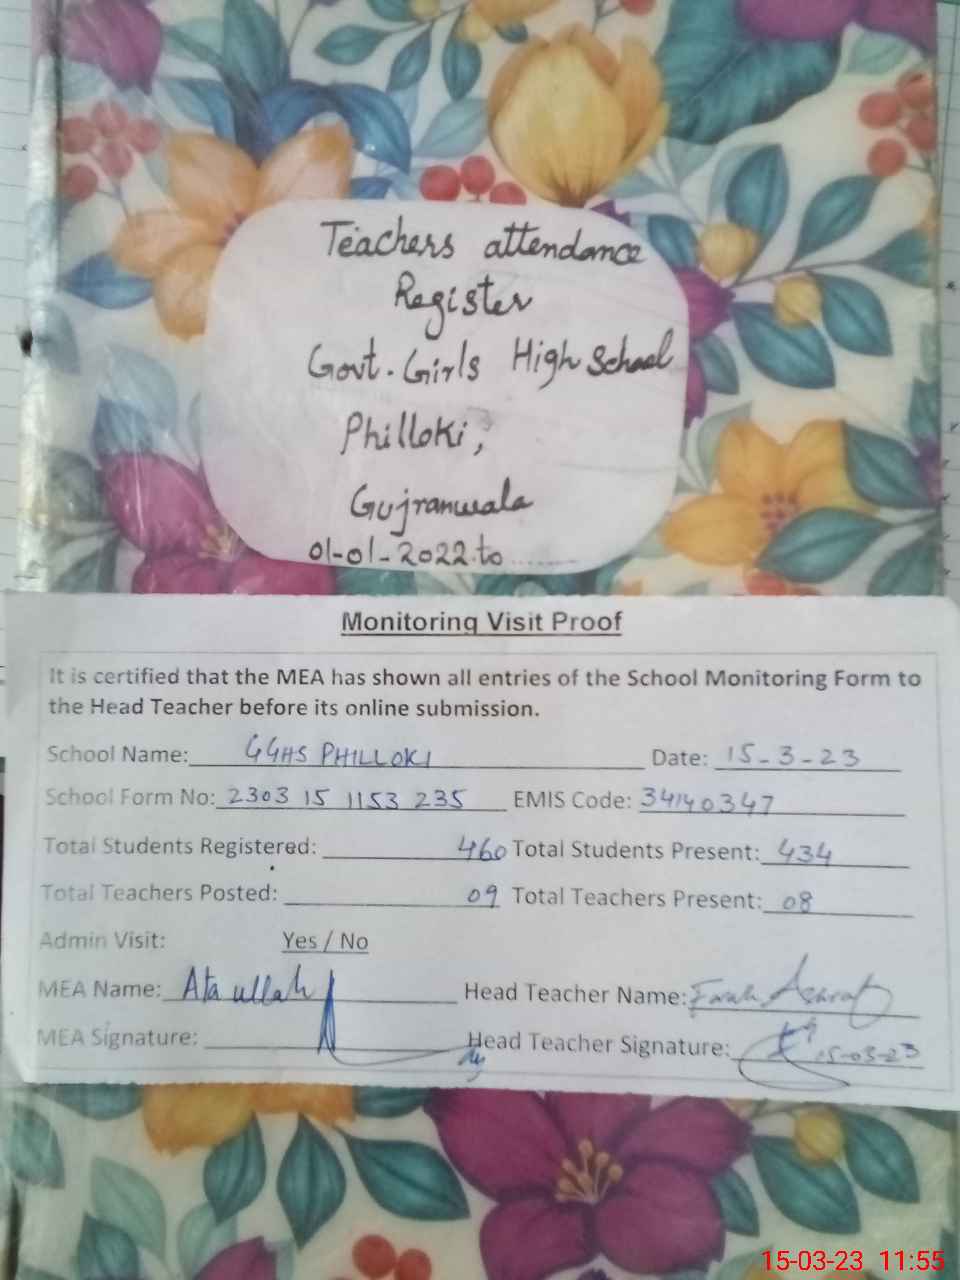 Teachers attendance
Register
Govt. Girls High School
Philloki,
Gujranwala
01-01-2022 to ........
Monitoring Visit Proof
It is certified that the MEA has shown all entries of the School Monitoring Form to
the Head Teacher before its online submission.
School Name: GGHS PHILLOKI Date: 15-3-23
School Form No: 2303 15 1153 235 EMIS Code: 34140347
Total Students Registered: 460 Total Students Present: 434
Total Teachers Posted: 09 Total Teachers Present: 08
Admin Visit: Yes / No
MEA Name: Ata ullah Head Teacher Name: Farah Ashraf
MEA Signature: Head Teacher Signature: 15-03-23
15-03-23 11:55